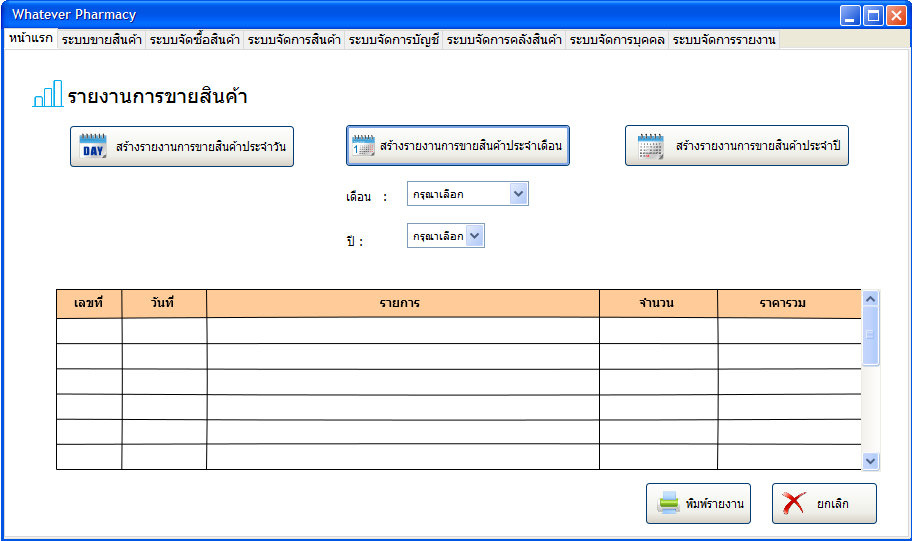 Whatever Pharmacy
หน้าแรก ระบบขายสินค้า ระบบจัดซื้อสินค้า ระบบจัดการสินค้า ระบบจัดการบัญชี ระบบจัดการคลังสินค้า ระบบจัดการบุคคล ระบบจัดการรายงาน
รายงานการขายสินค้า
DAY สร้างรายงานการขายสินค้าประจำวัน 1 สร้างรายงานการขายสินค้าประจำเดือน สร้างรายงานการขายสินค้าประจำปี
เดือน : กรุณาเลือก
ปี : กรุณาเลือก
เลขที่ วันที่ รายการ จำนวน ราคารวม
พิมพ์รายงาน ยกเลิก